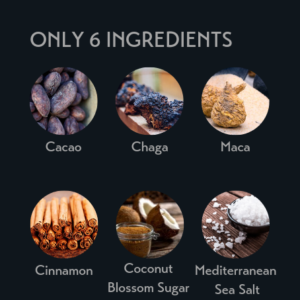 ONLY 6 INGREDIENTS
Cacao
Chaga
Maca
Cinnamon
Coconut
Blossom Sugar
Mediterranean
Sea Salt